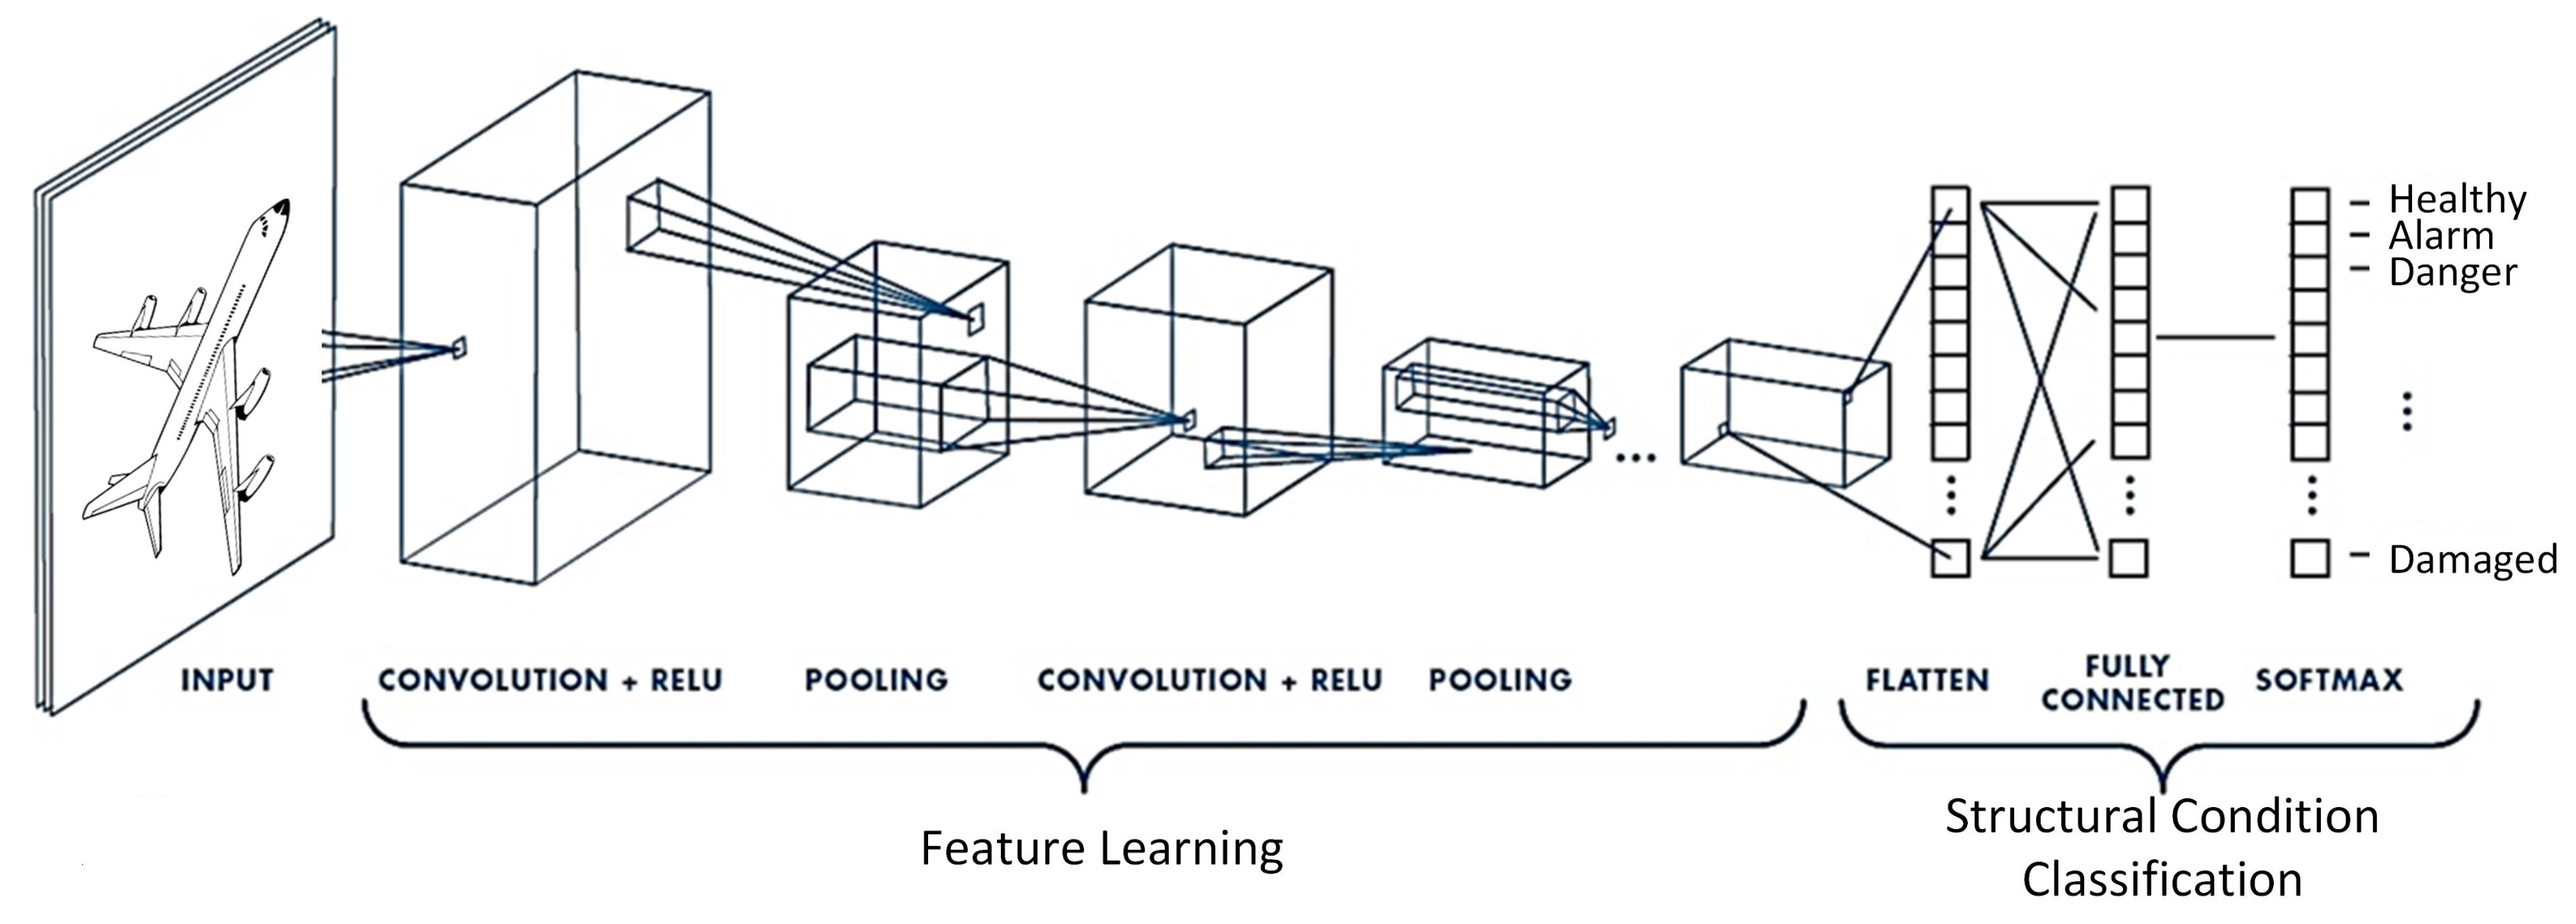 Healthy
Alarm
Danger
Damaged
INPUT
CONVOLUTION + RELU
POOLING
CONVOLUTION + RELU
POOLING
FLATTEN
FULLY
CONNECTED
SOFTMAX
Feature Learning
Structural Condition
Classification